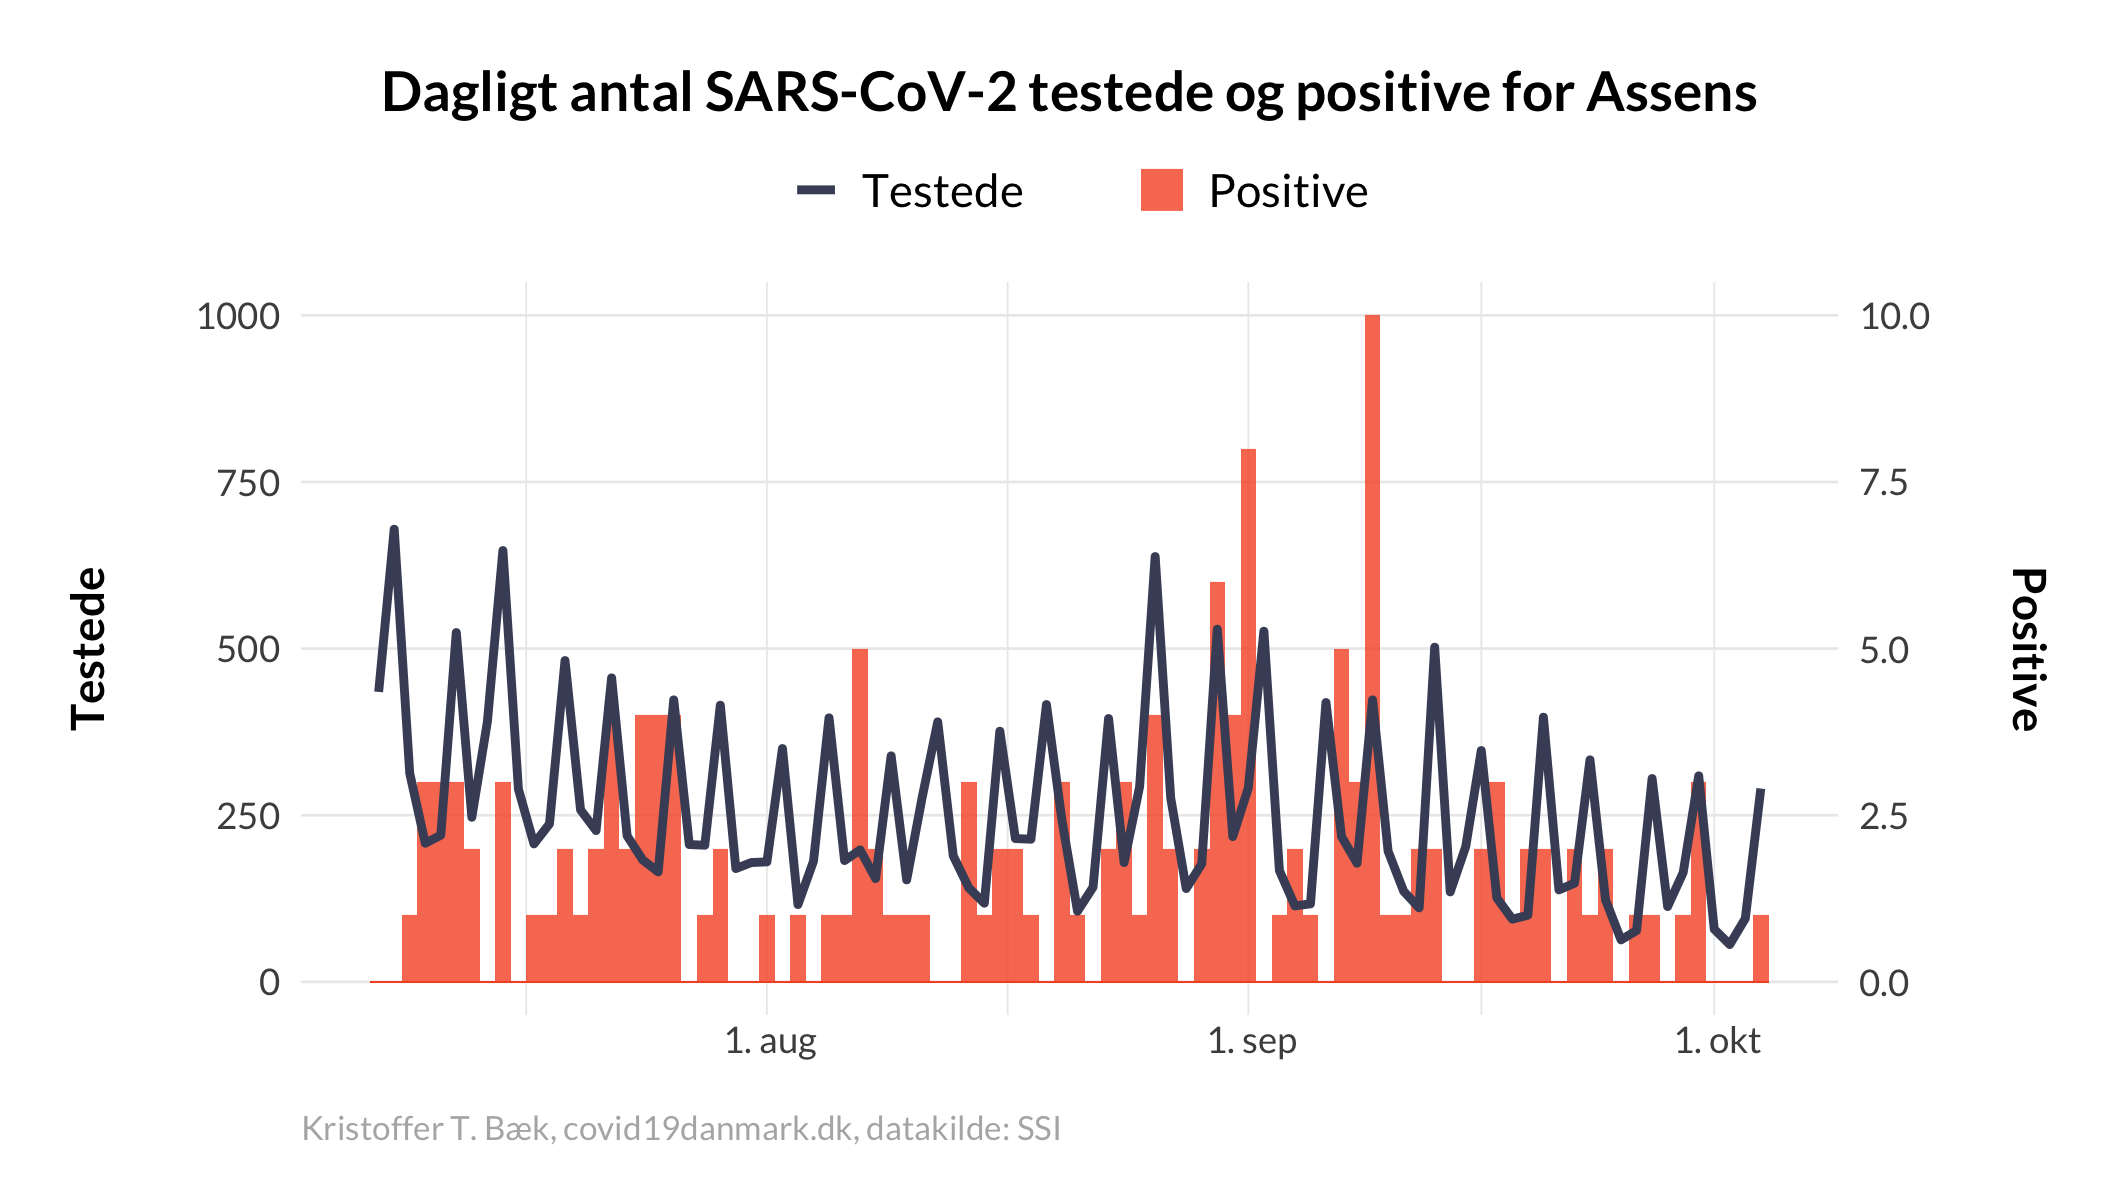 Dagligt antal SARS-CoV-2 testede og positive for Assens
Testede Positive
1000 10.0
750 7.5
500 5.0
250 2.5
0 0.0
Testede
Positive
1. aug 1. sep 1. okt
Kristoffer T. Bæk, covid19danmark.dk, datakilde: SSI